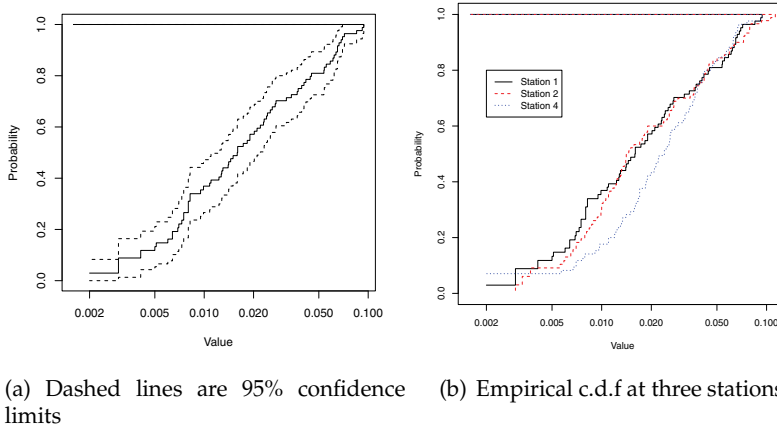 1.0
0.8
0.6
0.4
0.2
0.0
Probability
0.002 0.005 0.010 0.020 0.050 0.100
Value
1.0
0.8
0.6
0.4
0.2
0.0
Probability
Station 1
Station 2
Station 4
0.002 0.005 0.010 0.020 0.050 0.100
Value
(a) Dashed lines are 95% confidence
limits
(b) Empirical c.d.f at three stations